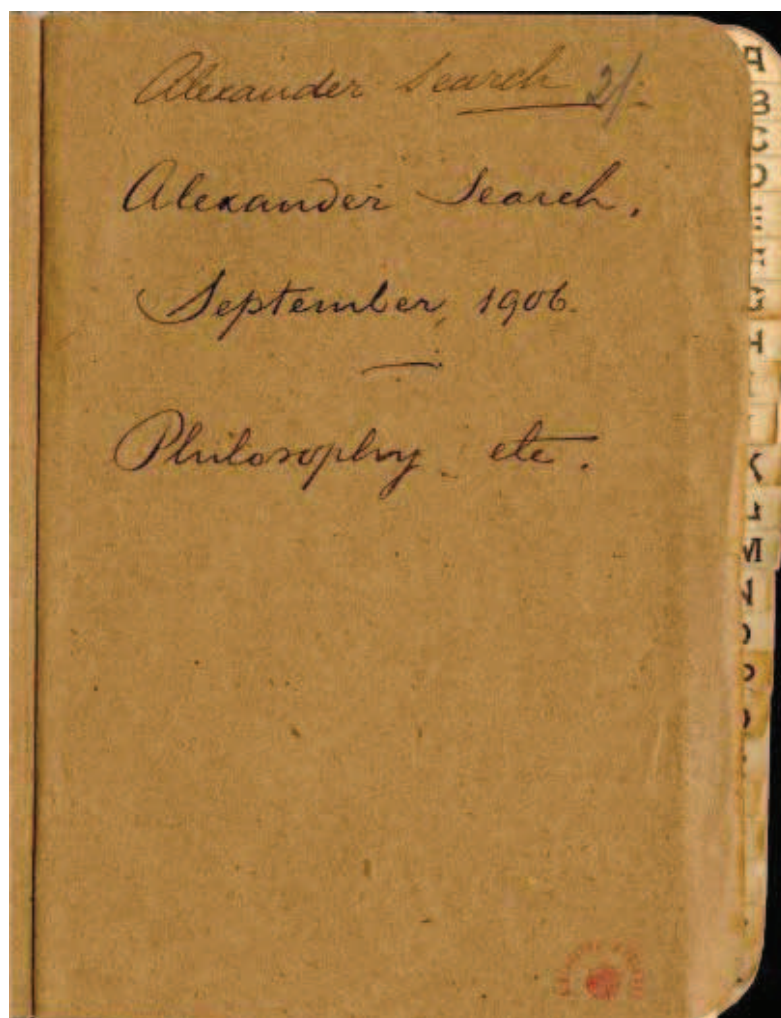 Alexander Search 2/-
Alexander Search.
September, 1906.
Philosophy etc.
A
B
C
D
E
F
G
H
K
L
M
N
O
P
Q